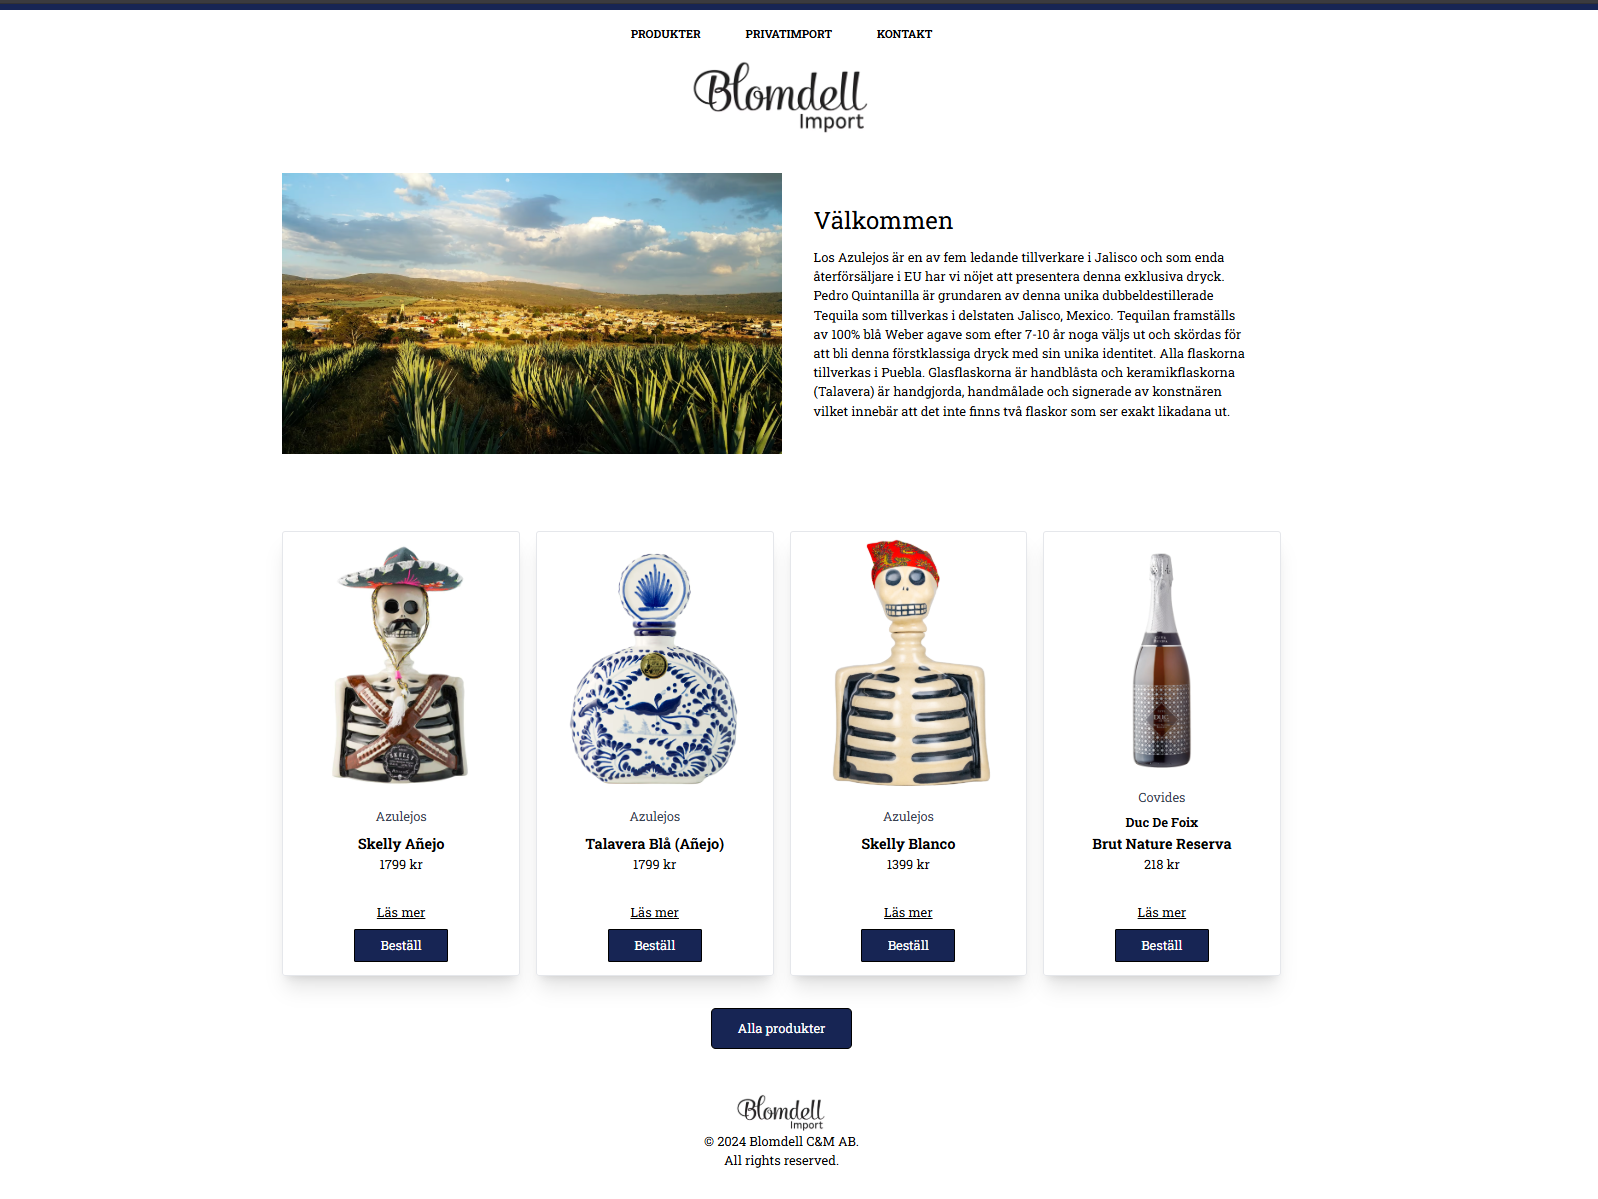 PRODUKTER PRIVATIMPORT KONTAKT
Blomdell
Import
Välkommen
Los Azulejos är en av fem ledande tillverkare i Jalisco och som enda
återförsäljare i EU har vi nöjet att presentera denna exklusiva dryck.
Pedro Quintanilla är grundaren av denna unika dubbeldestillerade
Tequila som tillverkas i delstaten Jalisco, Mexico. Tequilan framställs
av 100% blå Weber agave som efter 7-10 år noga väljs ut och skördas för
att bli denna förstklassiga dryck med sin unika identitet. Alla flaskorna
tillverkas i Puebla. Glasflaskorna är handblåsta och keramikflaskorna
(Talavera) är handgjorda, handmålade och signerade av konstnären
vilket innebär att det inte finns två flaskor som ser exakt likadana ut.
SKELLY
DUC
Azulejos
Skelly Añejo
1799 kr
Läs mer
Beställ
Azulejos
Talavera Blå (Añejo)
1799 kr
Läs mer
Beställ
Azulejos
Skelly Blanco
1399 kr
Läs mer
Beställ
Covides
Duc De Foix
Brut Nature Reserva
218 kr
Läs mer
Beställ
Alla produkter
Blomdell
Import
© 2024 Blomdell C&M AB.
All rights reserved.